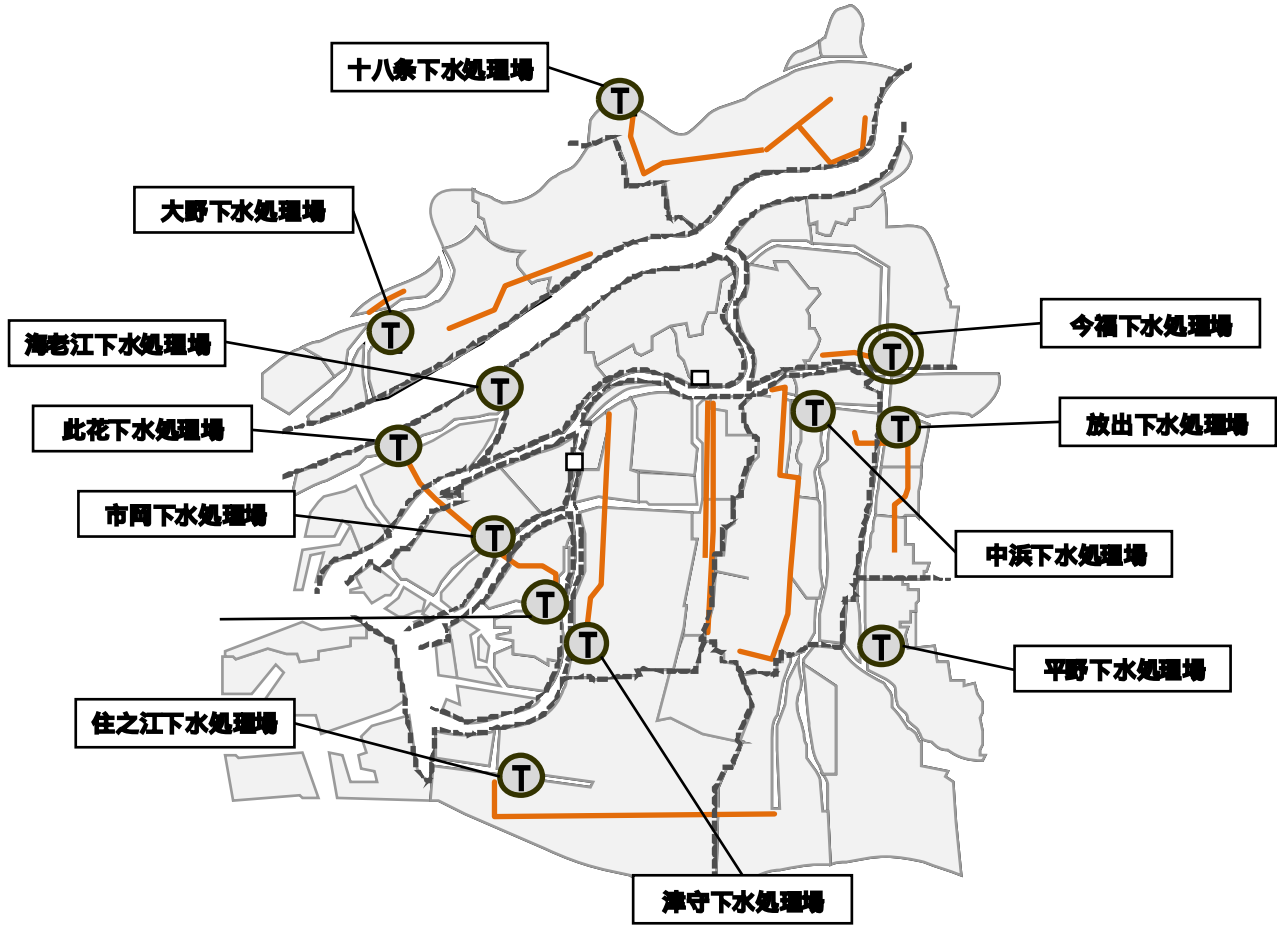 十八条下水処理場
T
大野下水処理場
T
海老江下水処理場
T
今福下水処理場
T
此花下水処理場
T
中浜下水処理場
T
放出下水処理場
T
市岡下水処理場
T
T
平野下水処理場
T
津守下水処理場
T
住之江下水処理場
T